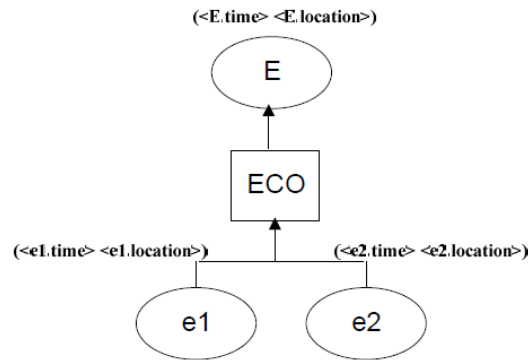 (<E.time> <E.location>)
E
ECO
(<e1.time> <e1.location>)
(<e2.time> <e2.location>)
e1
e2